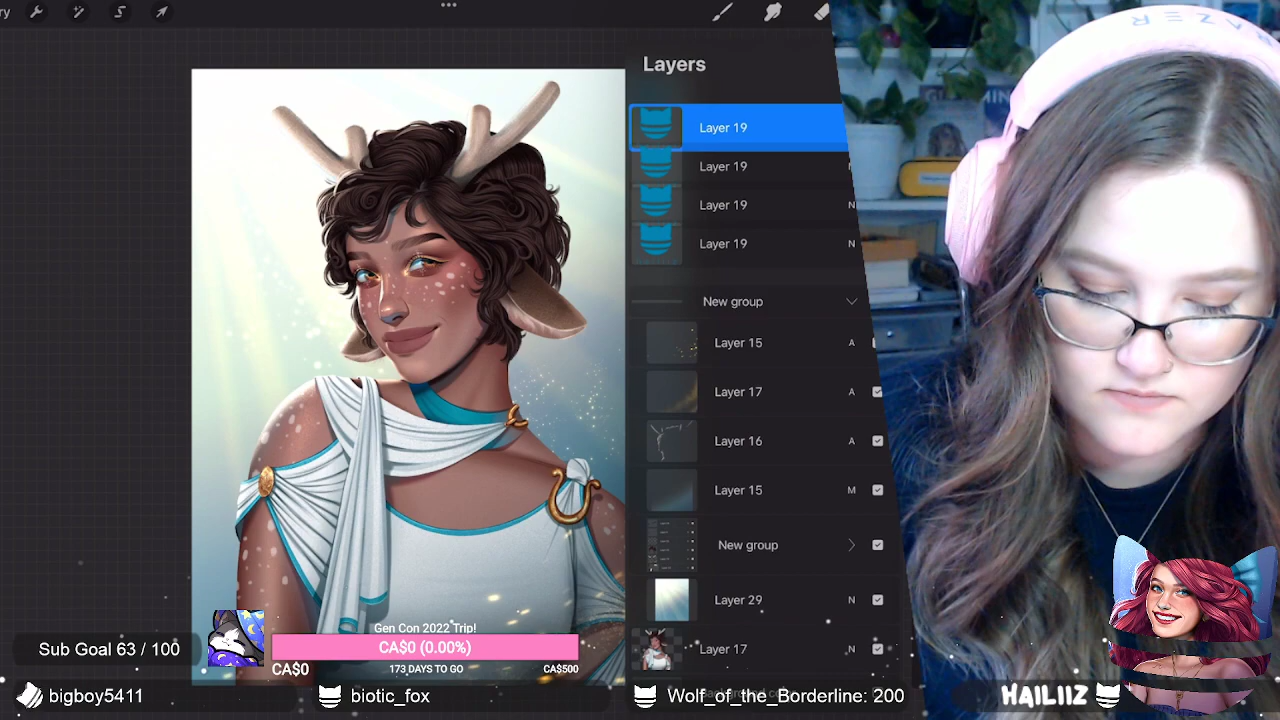 ry
Layers
Layer 19
Layer 19
Layer 19
N
Layer 19
N
New group
Layer 15
A
Layer 17
A
Layer 16
A
Layer 15
M
New group
Layer 29
N
Layer 17
N
RAZER
Gen Con 2022 Trip!
CA$0 (0.00%)
CA$0
173 DAYS TO GO
CA$500
Sub Goal 63 / 100
bigboy5411
biotic_fox
Wolf_of_the_Borderline: 200
HAILIIZ